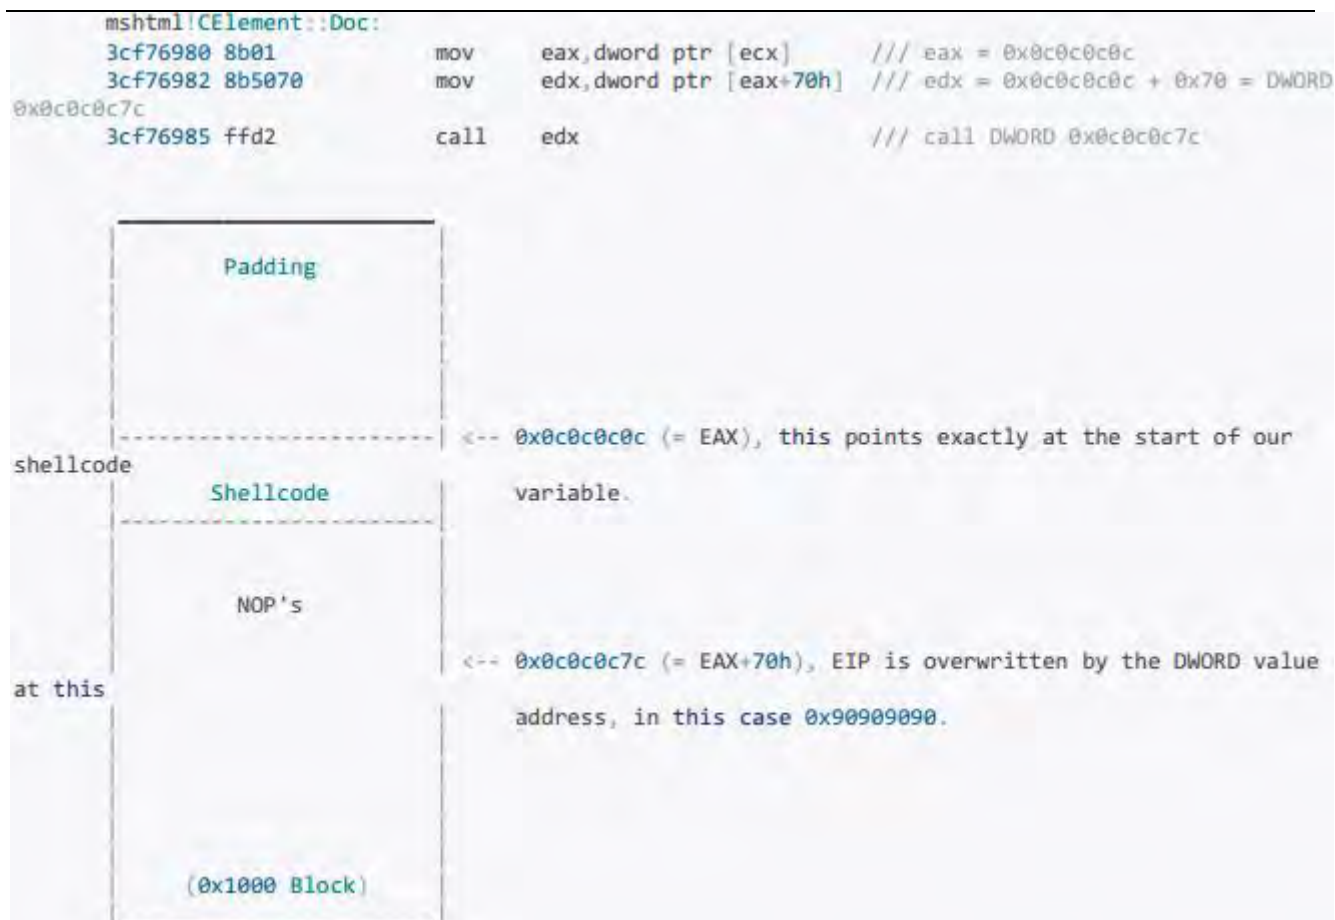 mshtml!CElement::Doc:
3cf76980 8b01 mov eax,dword ptr [ecx] /// eax = 0x0c0c0c0c
3cf76982 8b5070 mov edx,dword ptr [eax+70h] /// edx = 0x0c0c0c0c + 0x70 = DWORD
0x0c0c0c7c
3cf76985 ffd2 call edx /// call DWORD 0x0c0c0c7c
Padding
<-- 0x0c0c0c0c (= EAX), this points exactly at the start of our
shellcode
Shellcode variable.
NOP's
<-- 0x0c0c0c7c (= EAX+70h), EIP is overwritten by the DWORD value
at this
address, in this case 0x90909090.
(0x1000 Block)